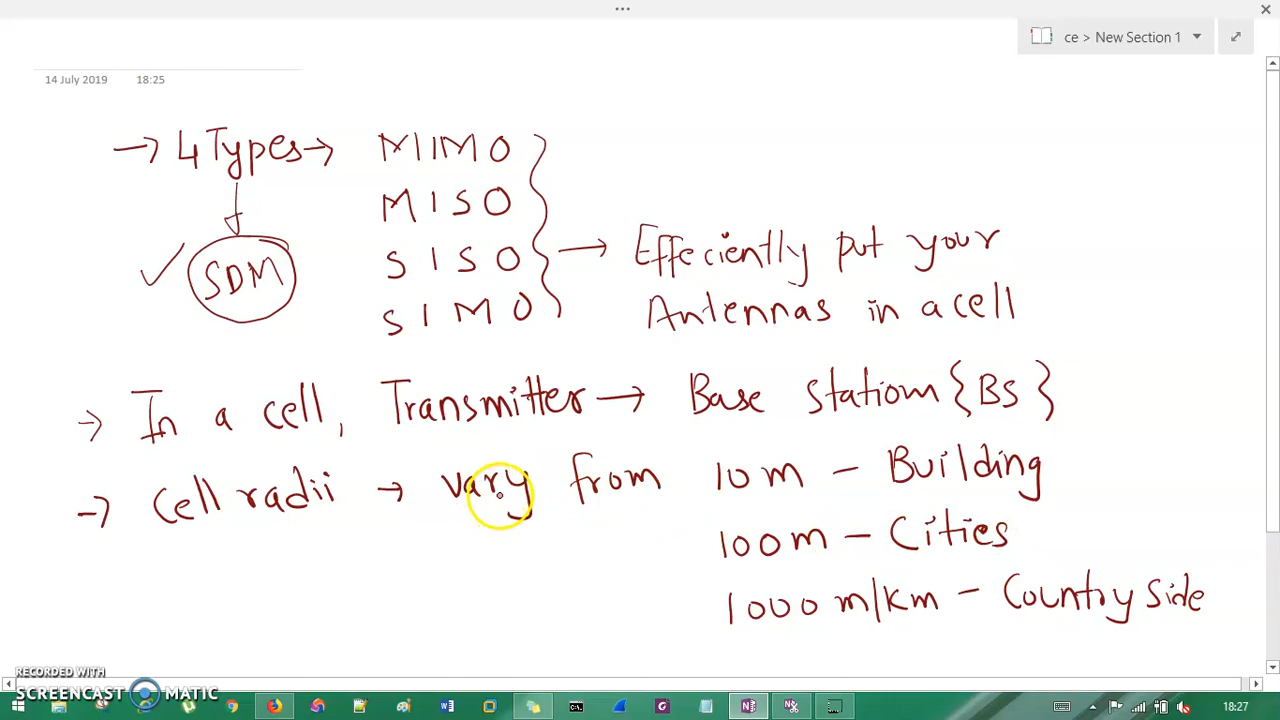 ce > New Section 1
14 July 2019 18:25
→ 4 Types → MIMO
MISO
SDM
SISO → Effeciently put your
SIMO Antennas in a cell
→ In a cell, Transmitter → Base Station {BS}
→ Cell radii → vary from 10m - Building
100m - Cities
1000 m/km - Country Side
RECORDED WITH
SCREENCAST MATIC
18:27